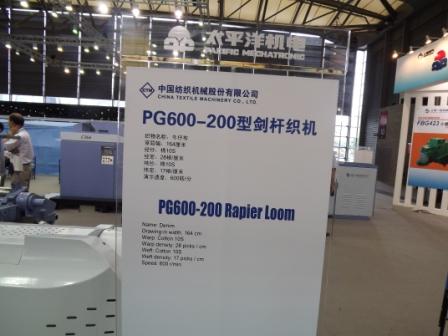 太平洋机电
PACIFIC MECHATRONIC
CTM
中国纺织机械股份有限公司
CHINA TEXTILE MACHINERY CO., LTD.
PG600-200型剑杆织机
织物名称:牛仔布
穿筘幅:164厘米
经纱:棉10S
经密:28根/厘米
纬纱:棉10S
纬密:17根/厘米
演示速度:600转/分
PG600-200 Rapier Loom
Name: Denim
Drawing-in width: 164 cm
Warp: Cotton 10S
Warp density: 28 picks / cm
Weft: Cotton 10S
Weft density: 17 picks / cm
Speed: 600 r/min
FBG423